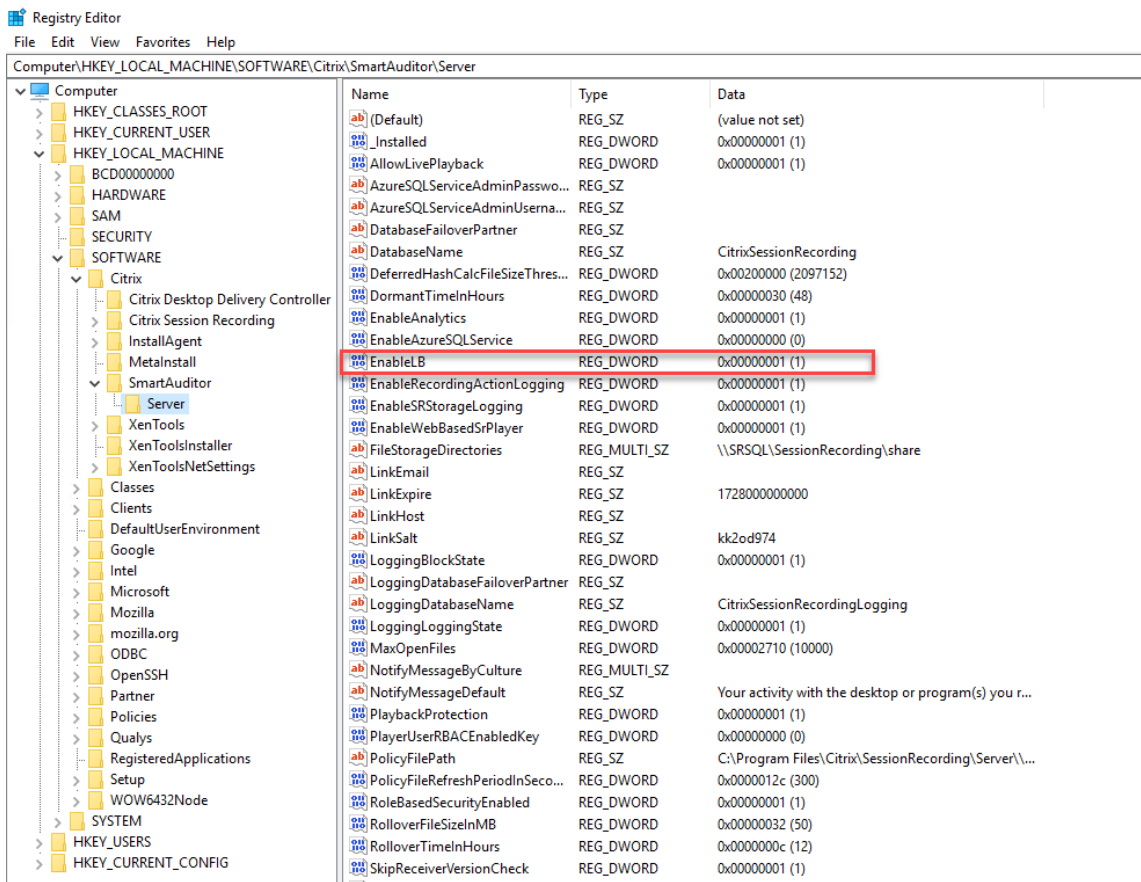 Registry Editor
File Edit View Favorites Help
Computer\HKEY_LOCAL_MACHINE\SOFTWARE\Citrix\SmartAuditor\Server
Computer
HKEY_CLASSES_ROOT
HKEY_CURRENT_USER
HKEY_LOCAL_MACHINE
BCD00000000
HARDWARE
SAM
SECURITY
SOFTWARE
Citrix
Citrix Desktop Delivery Controller
Citrix Session Recording
InstallAgent
MetaInstall
SmartAuditor
Server
XenTools
XenToolsInstaller
XenToolsNetSettings
Classes
Clients
DefaultUserEnvironment
Google
Intel
Microsoft
Mozilla
mozilla.org
ODBC
OpenSSH
Partner
Policies
Qualys
RegisteredApplications
Setup
WOW6432Node
SYSTEM
HKEY_USERS
HKEY_CURRENT_CONFIG
Name Type Data
(Default) REG_SZ (value not set)
_Installed REG_DWORD 0x00000001 (1)
AllowLivePlayback REG_DWORD 0x00000001 (1)
AzureSQLServiceAdminPasswo... REG_SZ
AzureSQLServiceAdminUserna... REG_SZ
DatabaseFailoverPartner REG_SZ
DatabaseName REG_SZ CitrixSessionRecording
DeferredHashCalcFileSizeThres... REG_DWORD 0x00200000 (2097152)
DormantTimeInHours REG_DWORD 0x00000030 (48)
EnableAnalytics REG_DWORD 0x00000001 (1)
EnableAzureSQLService REG_DWORD 0x00000000 (0)
EnableLB REG_DWORD 0x00000001 (1)
EnableRecordingActionLogging REG_DWORD 0x00000001 (1)
EnableSRStorageLogging REG_DWORD 0x00000001 (1)
EnableWebBasedSrPlayer REG_DWORD 0x00000001 (1)
FileStorageDirectories REG_MULTI_SZ \\SRSQL\SessionRecording\share
LinkEmail REG_SZ
LinkExpire REG_SZ 1728000000000
LinkHost REG_SZ
LinkSalt REG_SZ kk2od974
LoggingBlockState REG_DWORD 0x00000001 (1)
LoggingDatabaseFailoverPartner REG_SZ
LoggingDatabaseName REG_SZ CitrixSessionRecordingLogging
LoggingLoggingState REG_DWORD 0x00000001 (1)
MaxOpenFiles REG_DWORD 0x00002710 (10000)
NotifyMessageByCulture REG_MULTI_SZ
NotifyMessageDefault REG_SZ Your activity with the desktop or program(s) you r...
PlaybackProtection REG_DWORD 0x00000001 (1)
PlayerUserRBACEnabledKey REG_DWORD 0x00000000 (0)
PolicyFilePath REG_SZ C:\Program Files\Citrix\SessionRecording\Server\\...
PolicyFileRefreshPeriodInSeco... REG_DWORD 0x0000012c (300)
RoleBasedSecurityEnabled REG_DWORD 0x00000001 (1)
RolloverFileSizeInMB REG_DWORD 0x00000032 (50)
RolloverTimeInHours REG_DWORD 0x0000000c (12)
SkipReceiverVersionCheck REG_DWORD 0x00000001 (1)